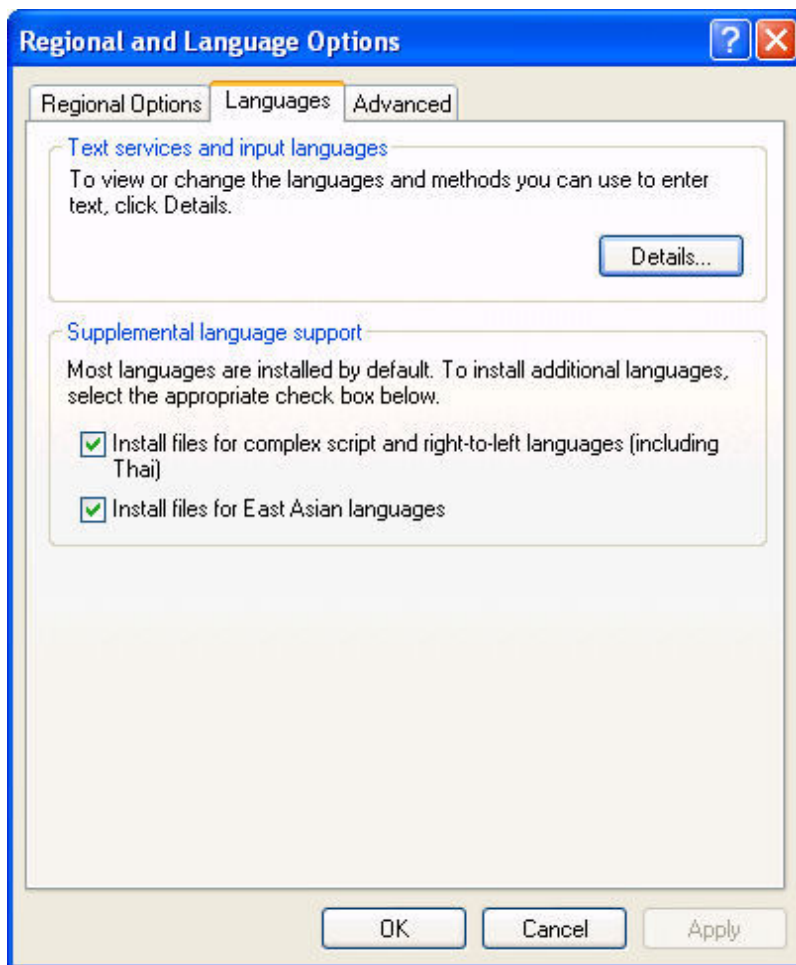 Regional and Language Options
Regional Options
Languages
Advanced
Text services and input languages
To view or change the languages and methods you can use to enter
text, click Details.
Details...
Supplemental language support
Most languages are installed by default. To install additional languages,
select the appropriate check box below.
Install files for complex script and right-to-left languages (including
Thai)
Install files for East Asian languages
OK
Cancel
Apply